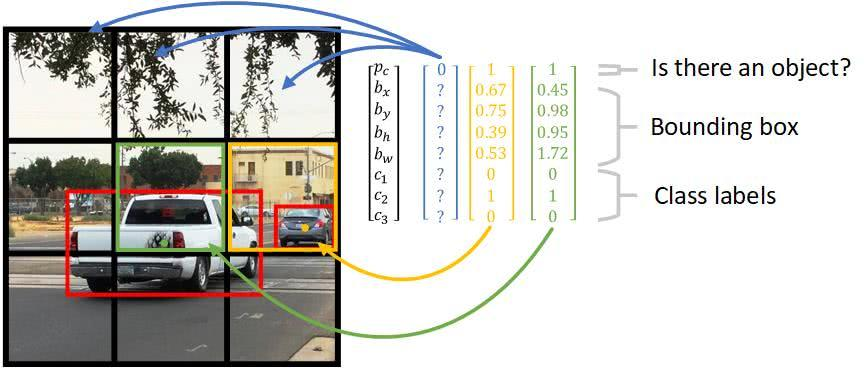 p_c 0 1 1 Is there an object?
b_x ? 0.67 0.45
b_y ? 0.75 0.98 Bounding box
b_h ? 0.39 0.95
b_w ? 0.53 1.72
c_1 ? 0 0
c_2 ? 1 1 Class labels
c_3 ? 0 0